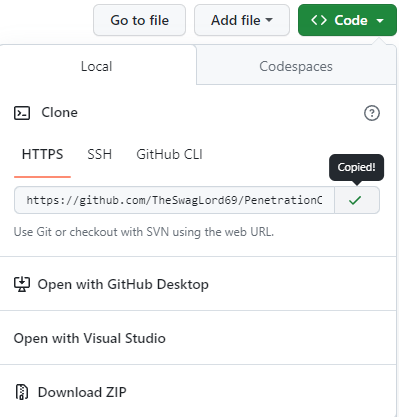 Go to file Add file Code
Local Codespaces
Clone
HTTPS SSH GitHub CLI
Copied!
https://github.com/TheSwagLord69/PenetrationC
Use Git or checkout with SVN using the web URL.
Open with GitHub Desktop
Open with Visual Studio
Download ZIP